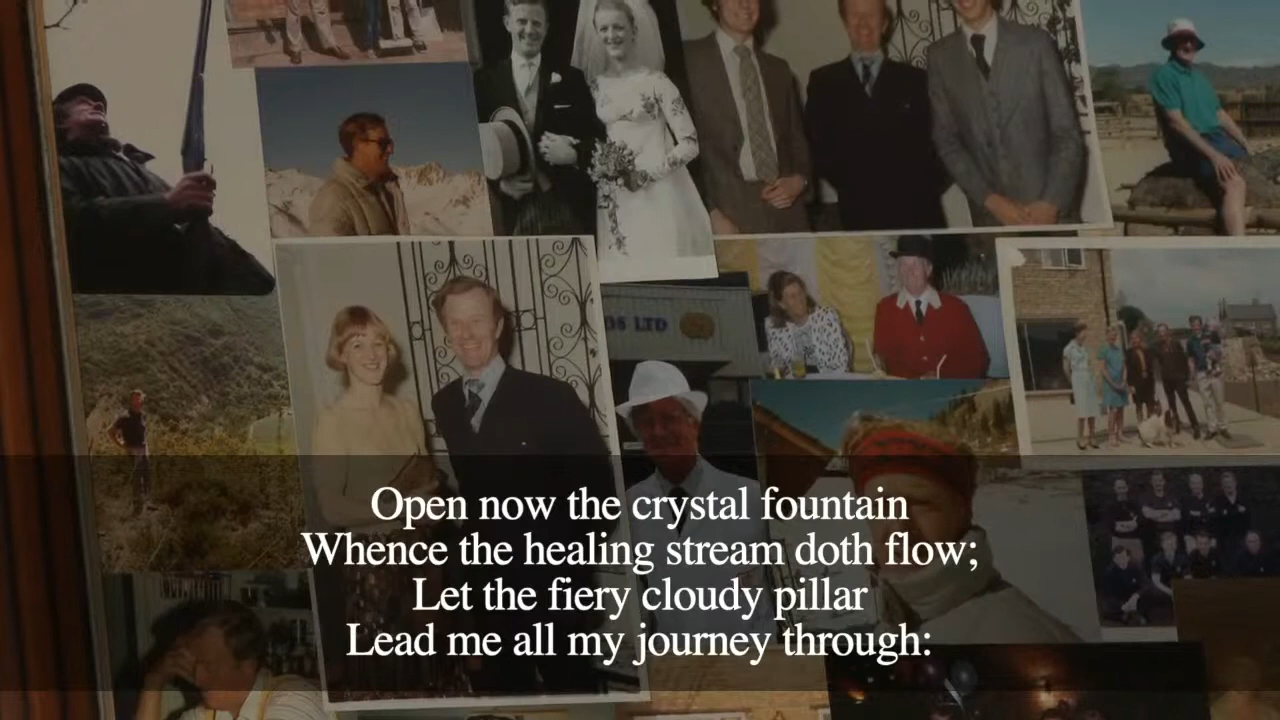 OS LTD
Open now the crystal fountain
Whence the healing stream doth flow;
Let the fiery cloudy pillar
Lead me all my journey through: